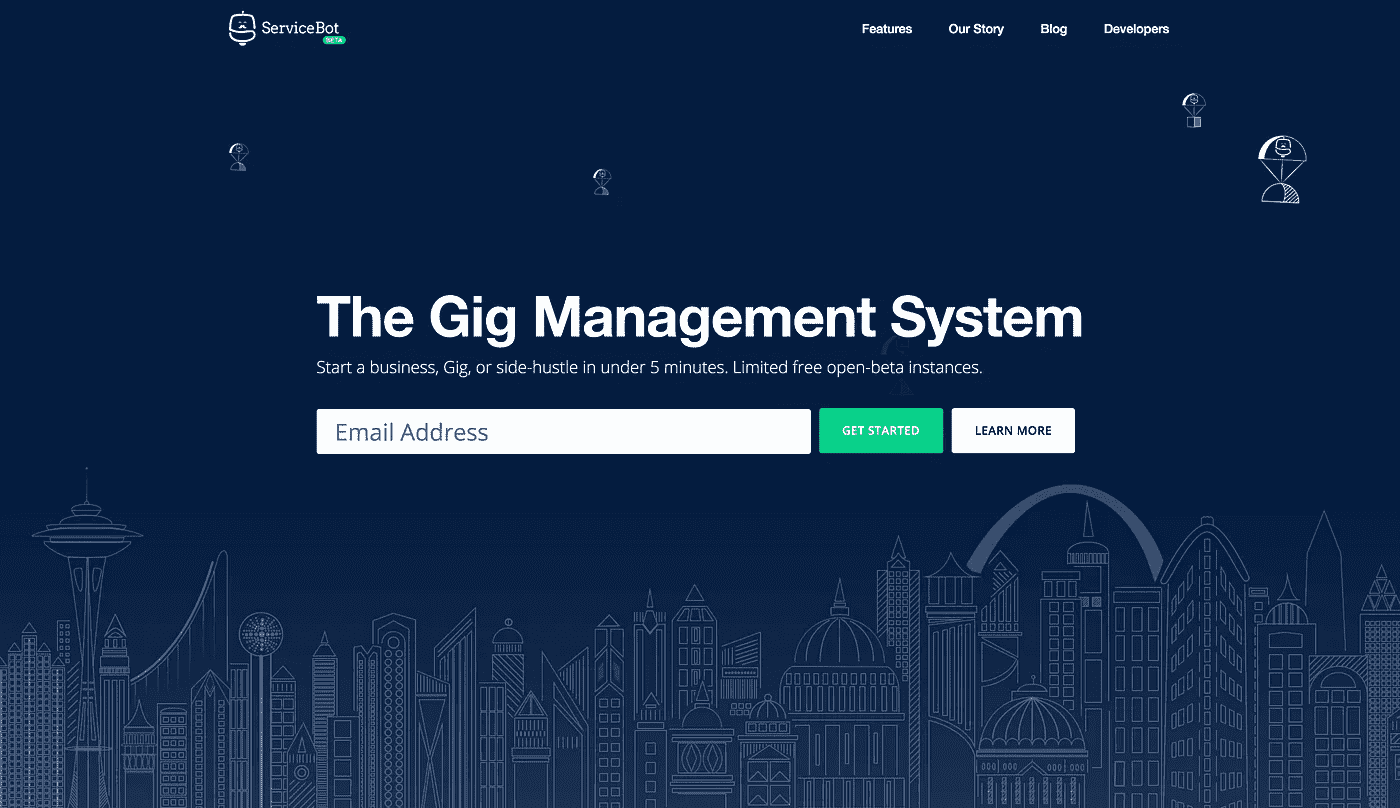 ServiceBot
BETA
Features
Our Story
Blog
Developers
The Gig Management System
Start a business, Gig, or side-hustle in under 5 minutes. Limited free open-beta instances.
Email Address
GET STARTED
LEARN MORE